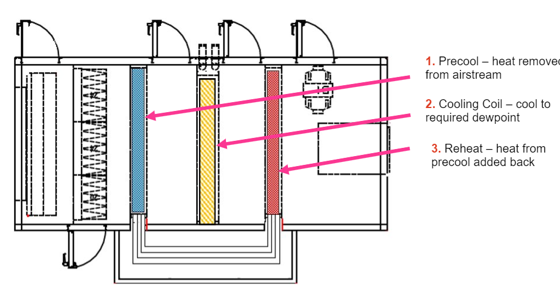 1. Precool – heat removed
from airstream
2. Cooling Coil – cool to
required dewpoint
3. Reheat – heat from
precool added back